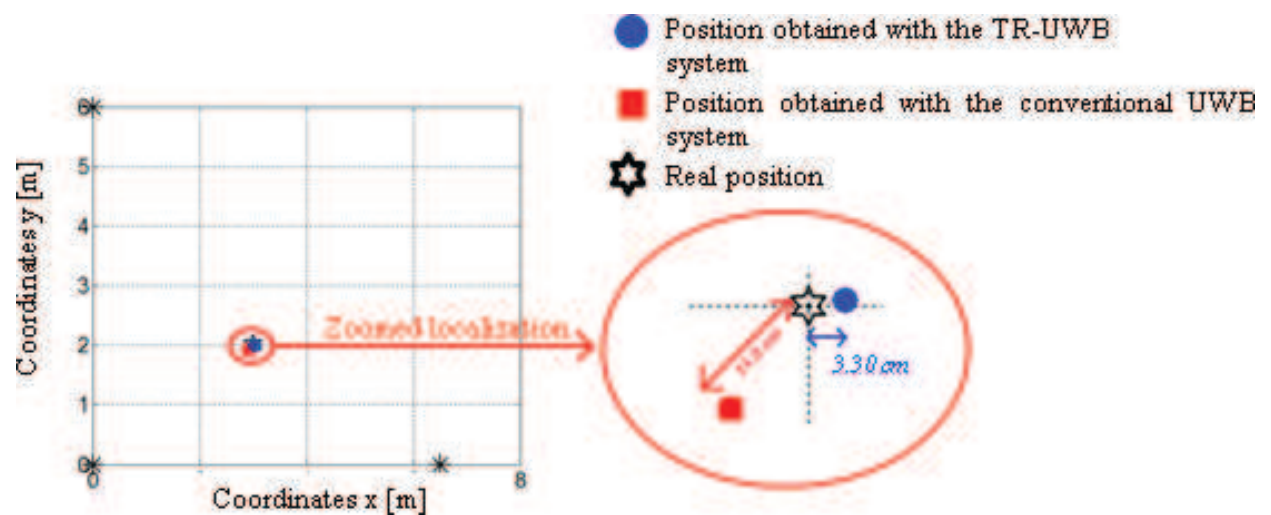 Position obtained with the TR-UWB
system
Position obtained with the conventional UWB
system
Real position
Coordinates y [m]
6
5
4
3
2
1
0
0
8
Coordinates x [m]
Zoomed localization
3.30 cm